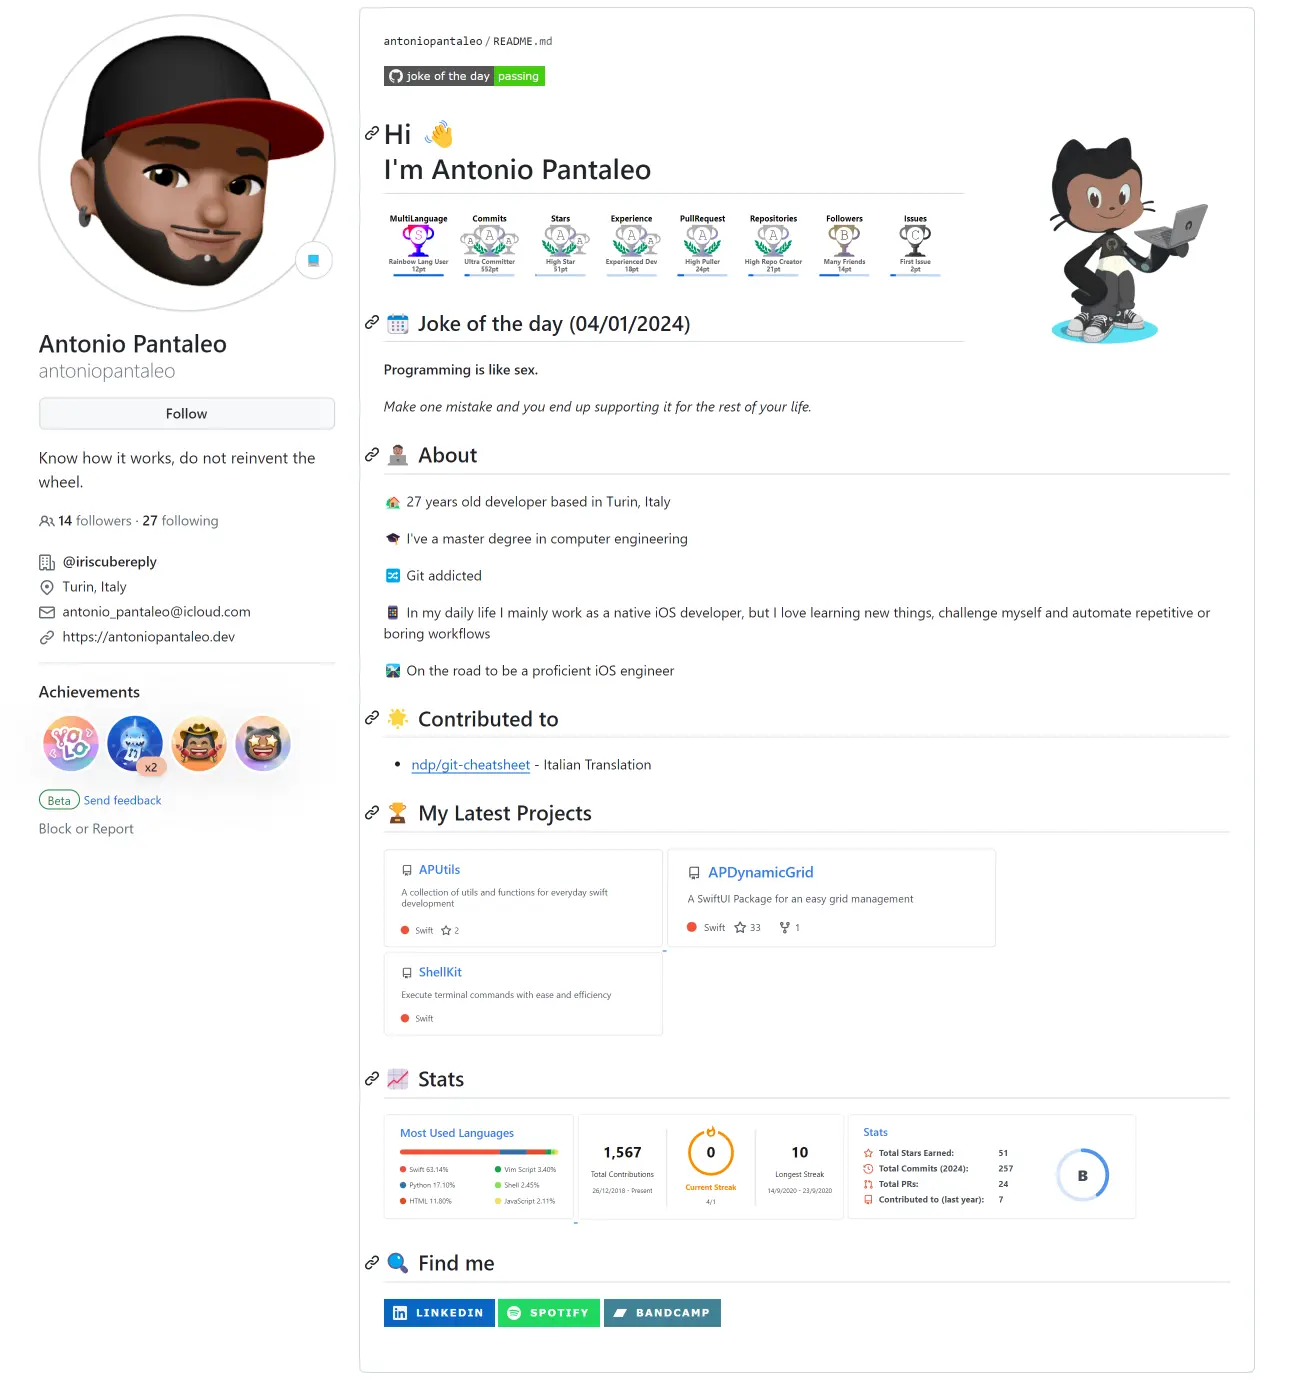 Antonio Pantaleo
antoniopantaleo
Follow
Know how it works, do not reinvent the
wheel.
14 followers · 27 following
@iriscubereply
Turin, Italy
antonio_pantaleo@icloud.com
https://antoniopantaleo.dev
Achievements
YOLO
x2
Beta Send feedback
Block or Report
antoniopantaleo/README.md
joke of the day passing
Hi 👋
I'm Antonio Pantaleo
MultiLanguage Commits Stars Experience PullRequest Repositories Followers Issues
S A A A A A A A A A A A B C
Rainbow Lang User Ultra Committer High Star Experienced Dev High Puller High Repo Creator Many Friends First Issue
12pt 552pt 51pt 18pt 24pt 21pt 14pt 2pt
Joke of the day (04/01/2024)
Programming is like sex.
Make one mistake and you end up supporting it for the rest of your life.
About
27 years old developer based in Turin, Italy
I've a master degree in computer engineering
Git addicted
In my daily life I mainly work as a native iOS developer, but I love learning new things, challenge myself and automate repetitive or
boring workflows
On the road to be a proficient iOS engineer
Contributed to
• ndp/git-cheatsheet - Italian Translation
My Latest Projects
APUtils
A collection of utils and functions for everyday swift
development
Swift 2
APDynamicGrid
A SwiftUI Package for an easy grid management
Swift 33 1
ShellKit
Execute terminal commands with ease and efficiency
Swift
Stats
Most Used Languages
Swift 63.14% Vim Script 3.40%
Python 17.10% Shell 2.45%
HTML 11.80% JavaScript 2.11%
1,567
Total Contributions
26/12/2018 - Present
0
Current Streak
4/1
10
Longest Streak
14/9/2020 - 23/9/2020
Stats
Total Stars Earned: 51
Total Commits (2024): 257
Total PRs: 24
Contributed to (last year): 7
B
Find me
LINKEDIN SPOTIFY BANDCAMP